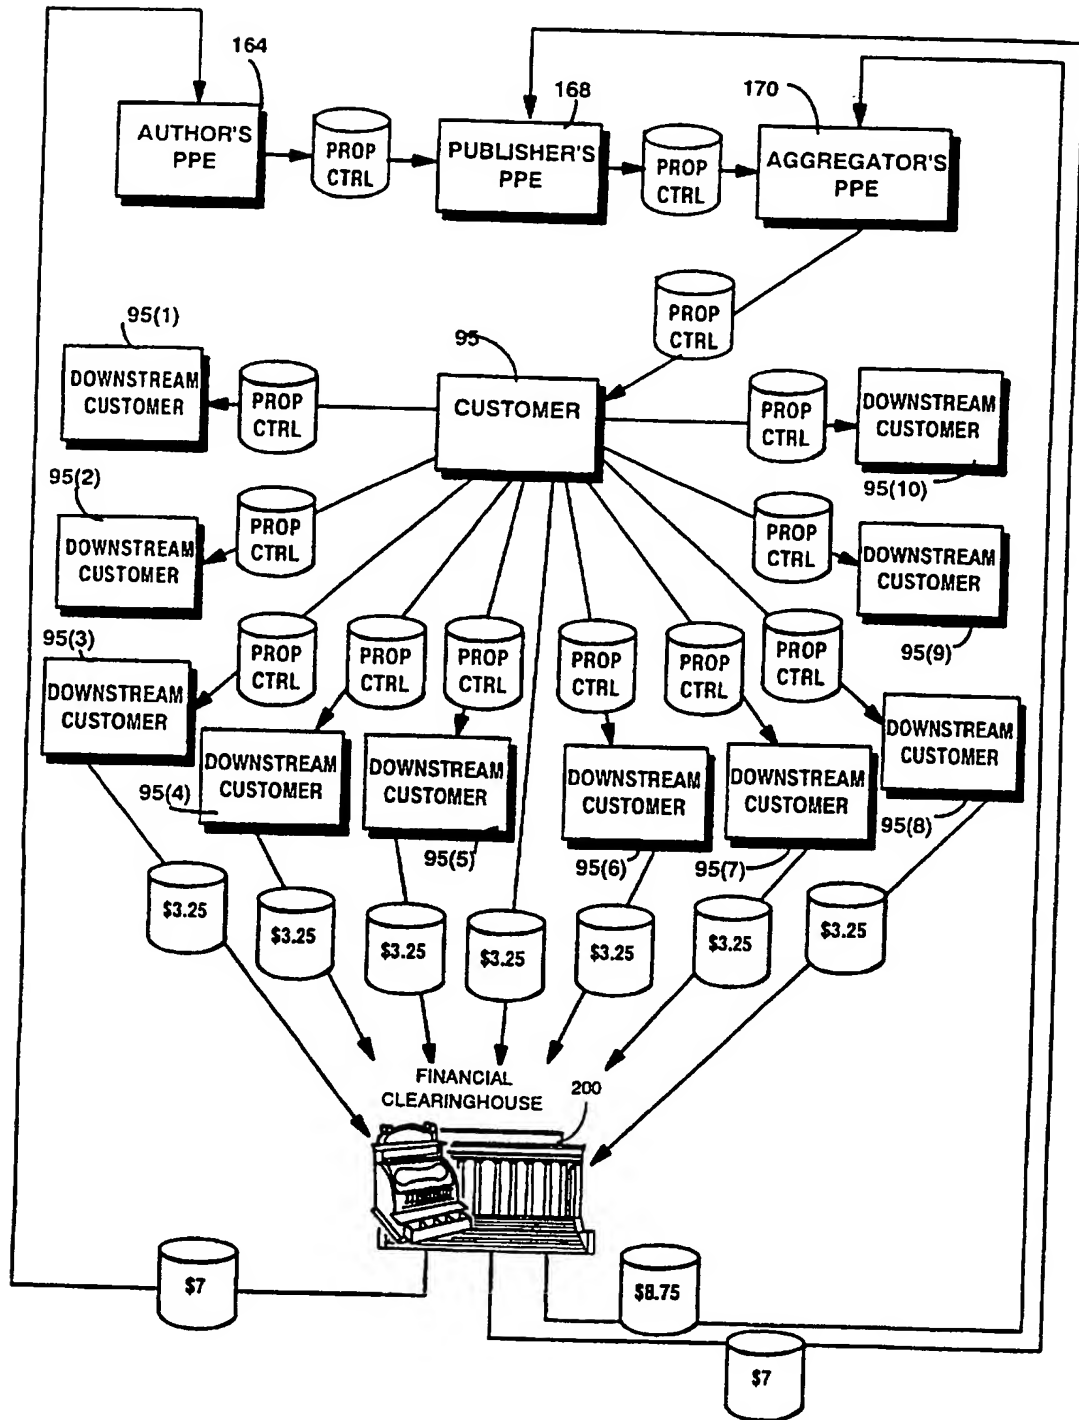 164
168
170
AUTHOR'S
PPE
PROP
CTRL
PUBLISHER'S
PPE
PROP
CTRL
AGGREGATOR'S
PPE
PROP
CTRL
95(1)
95
DOWNSTREAM
CUSTOMER
PROP
CTRL
CUSTOMER
PROP
CTRL
DOWNSTREAM
CUSTOMER
95(10)
95(2)
DOWNSTREAM
CUSTOMER
PROP
CTRL
PROP
CTRL
DOWNSTREAM
CUSTOMER
95(9)
95(3)
DOWNSTREAM
CUSTOMER
PROP
CTRL
PROP
CTRL
PROP
CTRL
PROP
CTRL
PROP
CTRL
PROP
CTRL
DOWNSTREAM
CUSTOMER
95(4)
DOWNSTREAM
CUSTOMER
95(5)
DOWNSTREAM
CUSTOMER
95(6)
DOWNSTREAM
CUSTOMER
95(7)
DOWNSTREAM
CUSTOMER
95(8)
$3.25
$3.25
$3.25
$3.25
$3.25
$3.25
$3.25
FINANCIAL
CLEARINGHOUSE
200
$7
$8.75
$7